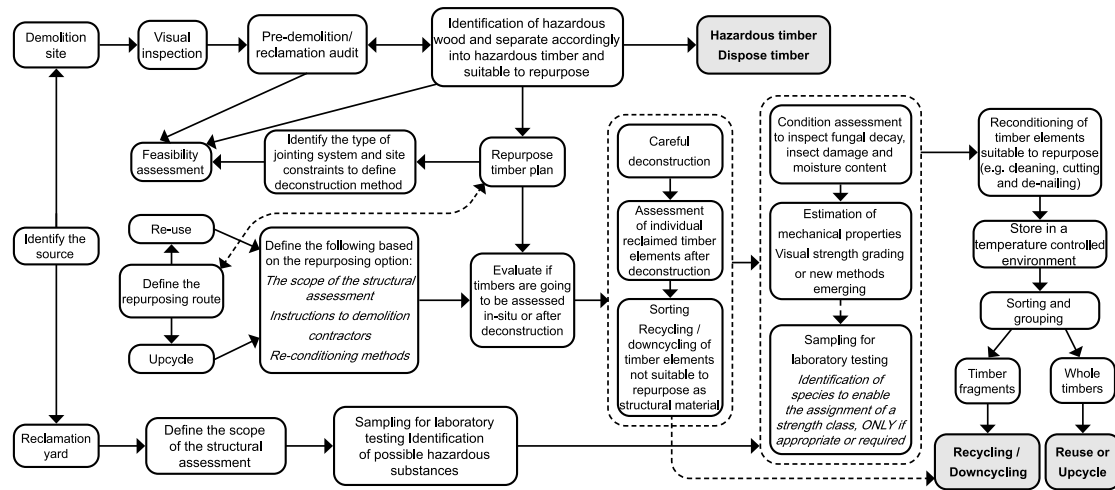 Demolition
site
Visual
inspection
Pre-demolition/
reclamation audit
Identification of hazardous
wood and separate accordingly
into hazardous timber and
suitable to repurpose
Hazardous timber
Dispose timber
Feasibility
assessment
Identify the type of
jointing system and site
constraints to define
deconstruction method
Repurpose
timber plan
Identify the
source
Re-use
Define the
repurposing route
Upcycle
Define the following based
on the repurposing option:
The scope of the structural
assessment
Instructions to demolition
contractors
Re-conditioning methods
Evaluate if
timbers are going
to be assessed
in-situ or after
deconstruction
Careful
deconstruction
Assessment
of individual
reclaimed timber
elements after
deconstruction
Sorting
Recycling /
downcycling of
timber elements
not suitable to
repurpose as
structural material
Condition assessment
to inspect fungal decay,
insect damage and
moisture content
Estimation of
mechanical properties
Visual strength grading
or new methods
emerging
Sampling for
laboratory testing
Identification of
species to enable
the assignment of a
strength class, ONLY if
appropriate or required
Reconditioning of
timber elements
suitable to repurpose
(e.g. cleaning, cutting
and de-nailing)
Store in a
temperature controlled
environment
Sorting and
grouping
Timber
fragments
Whole
timbers
Recycling /
Downcycling
Reuse or
Upcycle
Reclamation
yard
Define the scope
of the structural
assessment
Sampling for laboratory
testing Identification
of possible hazardous
substances